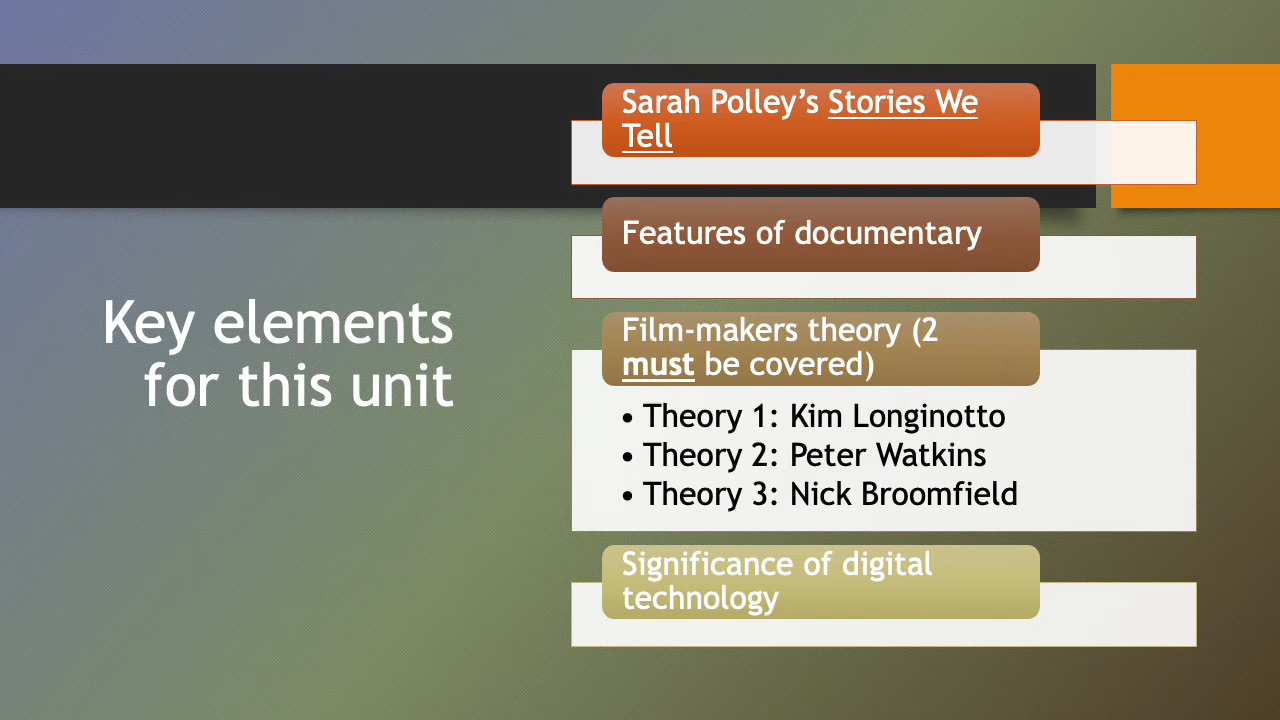 Key elements
for this unit
Sarah Polley’s Stories We
Tell
Features of documentary
Film-makers theory (2
must be covered)
• Theory 1: Kim Longinotto
• Theory 2: Peter Watkins
• Theory 3: Nick Broomfield
Significance of digital
technology